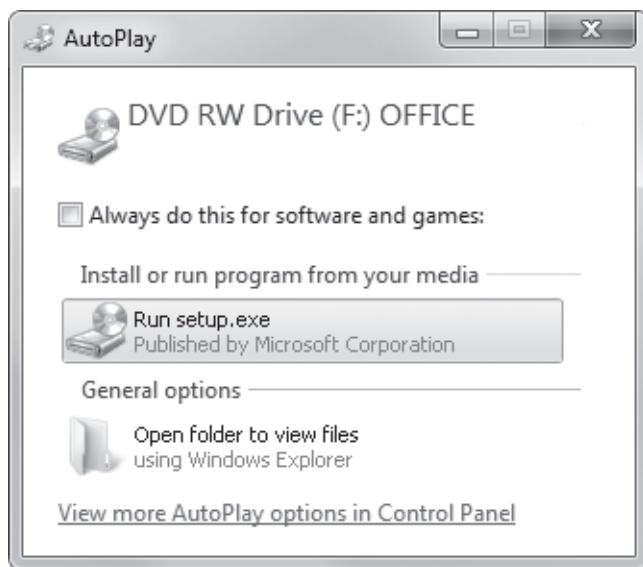 AutoPlay
DVD RW Drive (F:) OFFICE
Always do this for software and games:
Install or run program from your media
Run setup.exe
Published by Microsoft Corporation
General options
Open folder to view files
using Windows Explorer
View more AutoPlay options in Control Panel